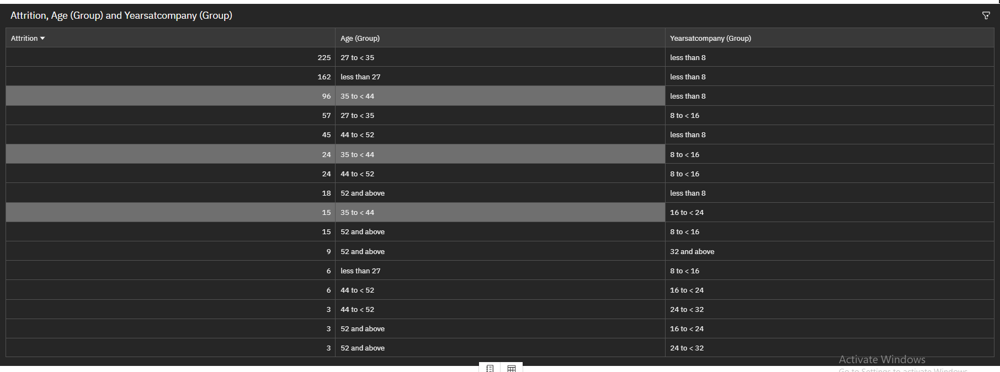 Attrition, Age (Group) and Yearsatcompany (Group)
Attrition Age (Group) Yearsatcompany (Group)
225 27 to < 35 less than 8
162 less than 27 less than 8
96 35 to < 44 less than 8
57 27 to < 35 8 to < 16
45 44 to < 52 less than 8
24 35 to < 44 8 to < 16
24 44 to < 52 8 to < 16
18 52 and above less than 8
15 35 to < 44 16 to < 24
15 52 and above 8 to < 16
9 52 and above 32 and above
6 less than 27 8 to < 16
6 44 to < 52 16 to < 24
3 44 to < 52 24 to < 32
3 52 and above 16 to < 24
3 52 and above 24 to < 32
Activate Windows
Go to Settings to activate Windows.